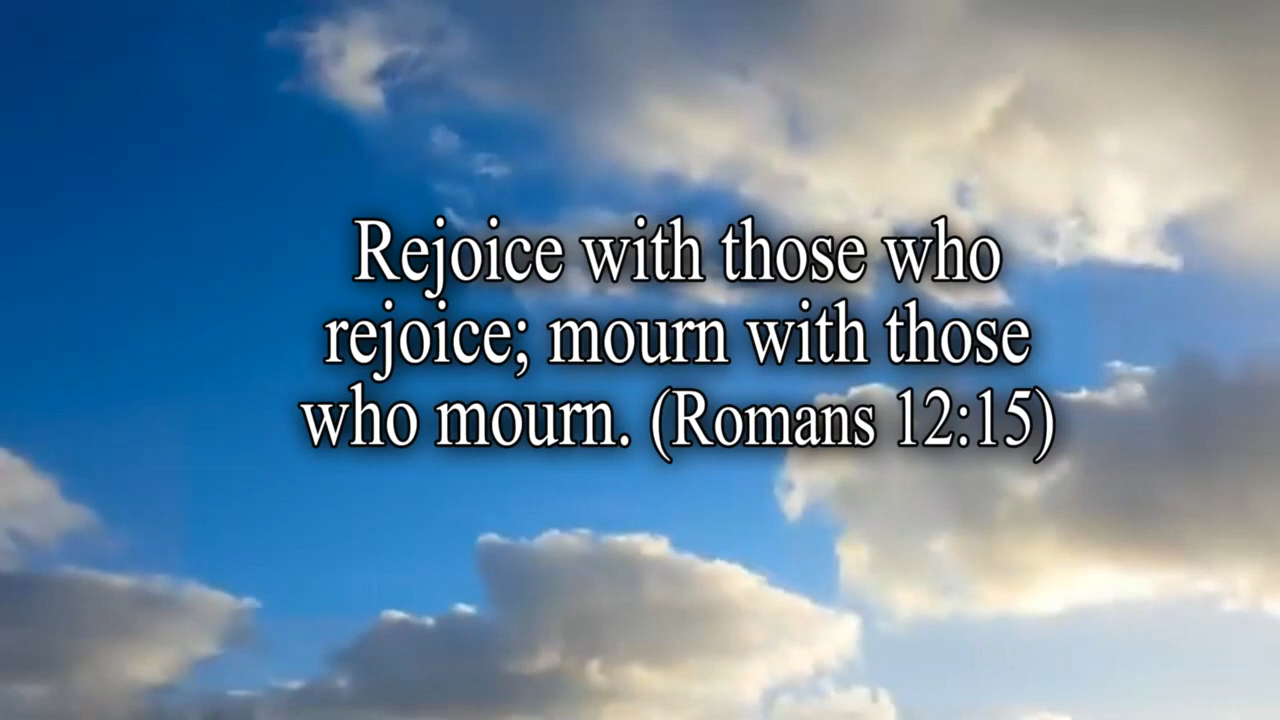 Rejoice with those who
rejoice; mourn with those
who mourn. (Romans 12:15)